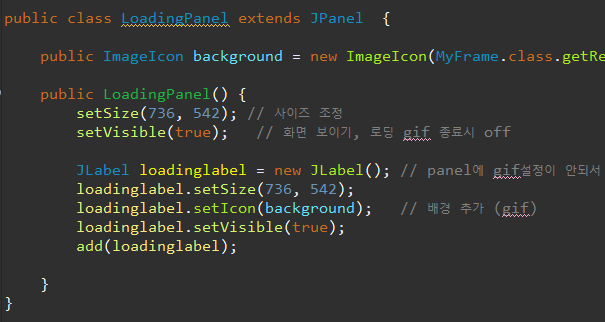 public class LoadingPanel extends JPanel  {
public ImageIcon background = new ImageIcon(MyFrame.class.getRe
public LoadingPanel() {
setSize(736, 542); // 사이즈 조정
setVisible(true);   // 화면 보이기, 로딩 gif 종료시 off
JLabel loadinglabel = new JLabel(); // panel에 gif설정이 안되서
loadinglabel.setSize(736, 542);
loadinglabel.setIcon(background);   // 배경 추가 (gif)
loadinglabel.setVisible(true);
add(loadinglabel);
}
}